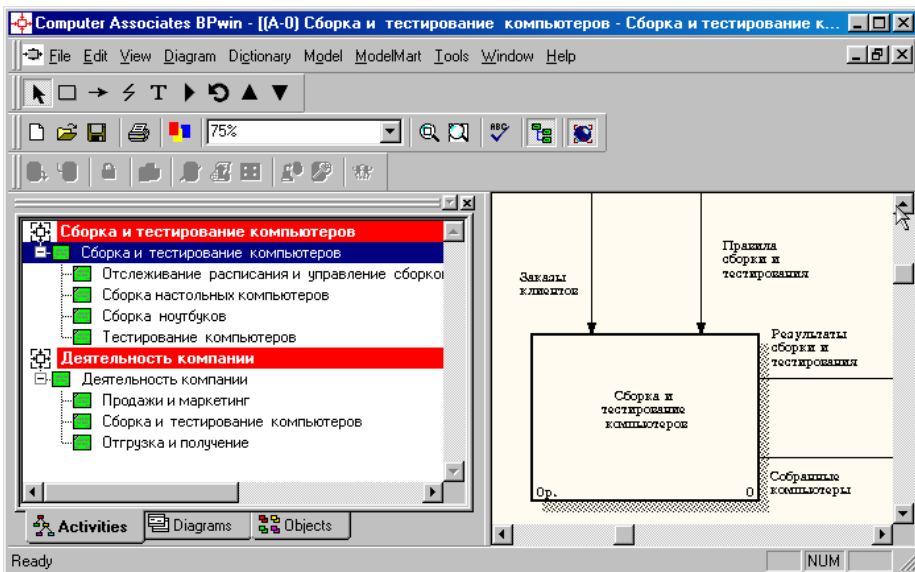 Computer Associates BPwin - [(A-0) Сборка и тестирование компьютеров - Сборка и тестирование к...
File Edit View Diagram Dictionary Model ModelMart Tools Window Help
T
75%
ABC
Сборка и тестирование компьютеров
Сборка и тестирование компьютеров
Отслеживание расписания и управление сборко
Сборка настольных компьютеров
Сборка ноутбуков
Тестирование компьютеров
Деятельность компании
Деятельность компании
Продажи и маркетинг
Сборка и тестирование компьютеров
Отгрузка и получение
Activities Diagrams Objects
Заказы
клиентов
Правила
сборки и
тестирования
Результаты
сборки и
тестирования
Сборка и
тестирование
компьютеров
0р. 0
Собранные
компьютеры
Ready NUM